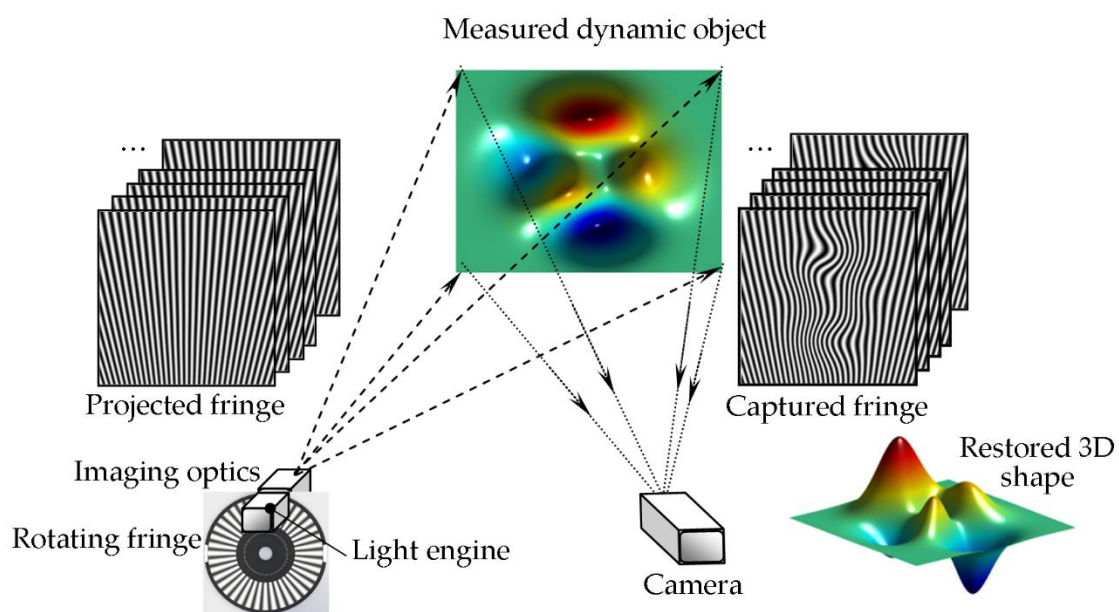 Measured dynamic object
...
...
Projected fringe
Captured fringe
Imaging optics
Restored 3D
shape
Rotating fringe
Light engine
Camera